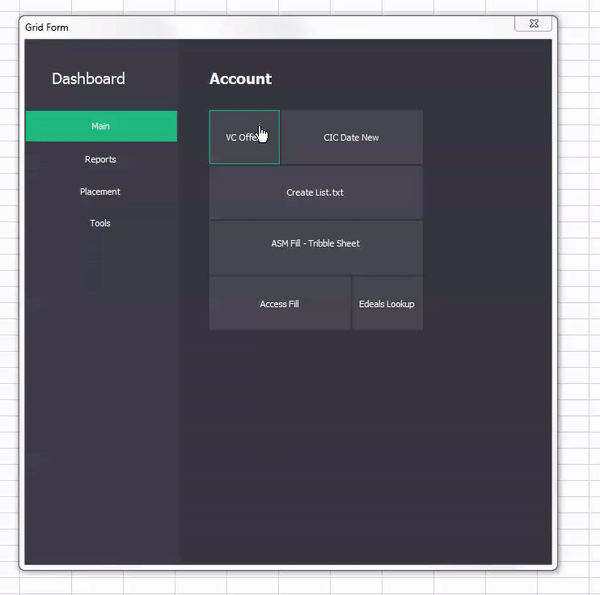 Grid Form
Dashboard
Main
Reports
Placement
Tools
Account
VC Offe
CIC Date New
Create List.txt
ASM Fill - Tribble Sheet
Access Fill
Edeals Lookup